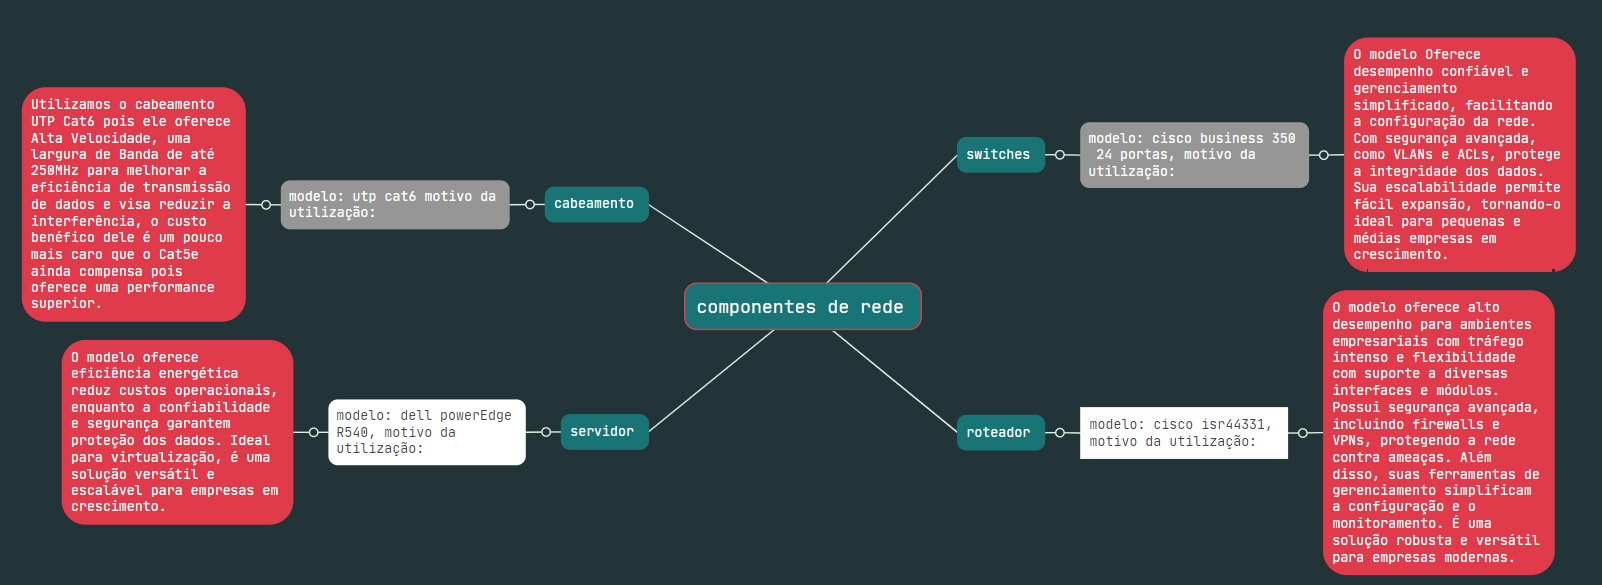 componentes de rede
cabeamento
modelo: utp cat6 motivo da
utilização:
Utilizamos o cabeamento
UTP Cat6 pois ele oferece
Alta Velocidade, uma
largura de Banda de até
250MHz para melhorar a
eficiência de transmissão
de dados e visa reduzir a
interferência, o custo
benéfico dele é um pouco
mais caro que o Cat5e
ainda compensa pois
oferece uma performance
superior.
switches
modelo: cisco business 350
24 portas, motivo da
utilização:
O modelo Oferece
desempenho confiável e
gerenciamento
simplificado, facilitando
a configuração da rede.
Com segurança avançada,
como VLANs e ACLs, protege
a integridade dos dados.
Sua escalabilidade permite
fácil expansão, tornando-o
ideal para pequenas e
médias empresas em
crescimento.
servidor
modelo: dell powerEdge
R540, motivo da
utilização:
O modelo oferece
eficiência energética
reduz custos operacionais,
enquanto a confiabilidade
e segurança garantem
proteção dos dados. Ideal
para virtualização, é uma
solução versátil e
escalável para empresas em
crescimento.
roteador
modelo: cisco isr44331,
motivo da utilização:
O modelo oferece alto
desempenho para ambientes
empresariais com tráfego
intenso e flexibilidade
com suporte a diversas
interfaces e módulos.
Possui segurança avançada,
incluindo firewalls e
VPNs, protegendo a rede
contra ameaças. Além
disso, suas ferramentas de
gerenciamento simplificam
a configuração e o
monitoramento. É uma
solução robusta e versátil
para empresas modernas.